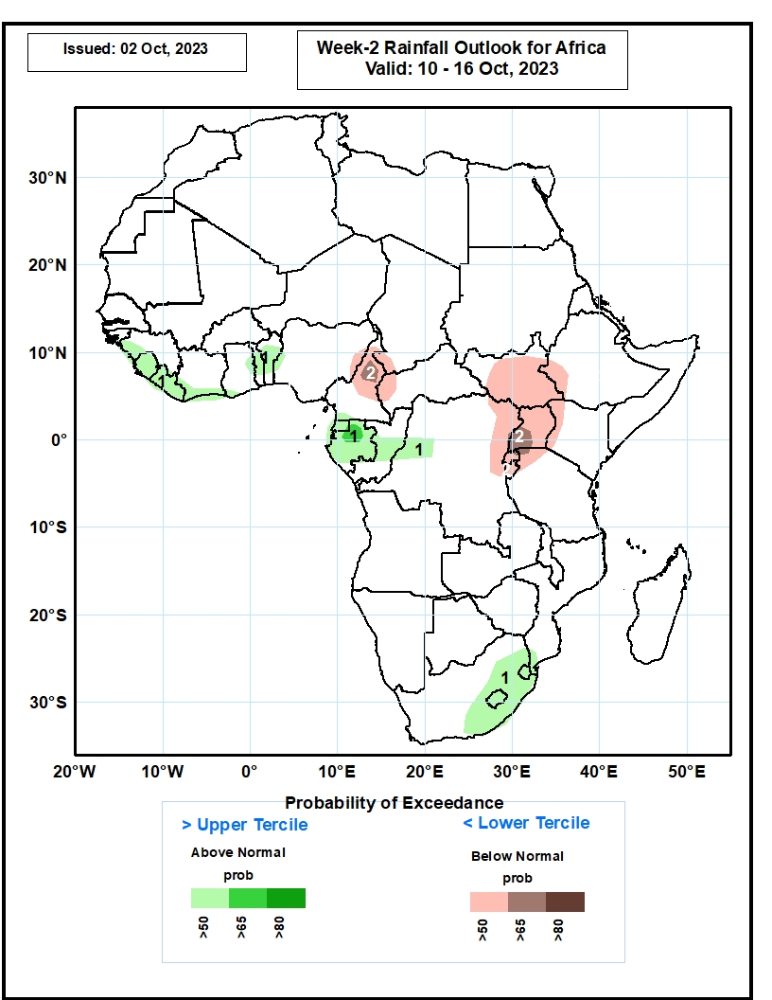 Issued: 02 Oct, 2023
Week-2 Rainfall Outlook for Africa
Valid: 10 - 16 Oct, 2023
30°N
20°N
10°N
0°
10°S
20°S
30°S
1
1
2
1
1
2
2
1
20°W 10°W 0° 10°E 20°E 30°E 40°E 50°E
Probability of Exceedance
> Upper Tercile
< Lower Tercile
Above Normal
Below Normal
prob
prob
>50 >65 >80
>50 >65 >80